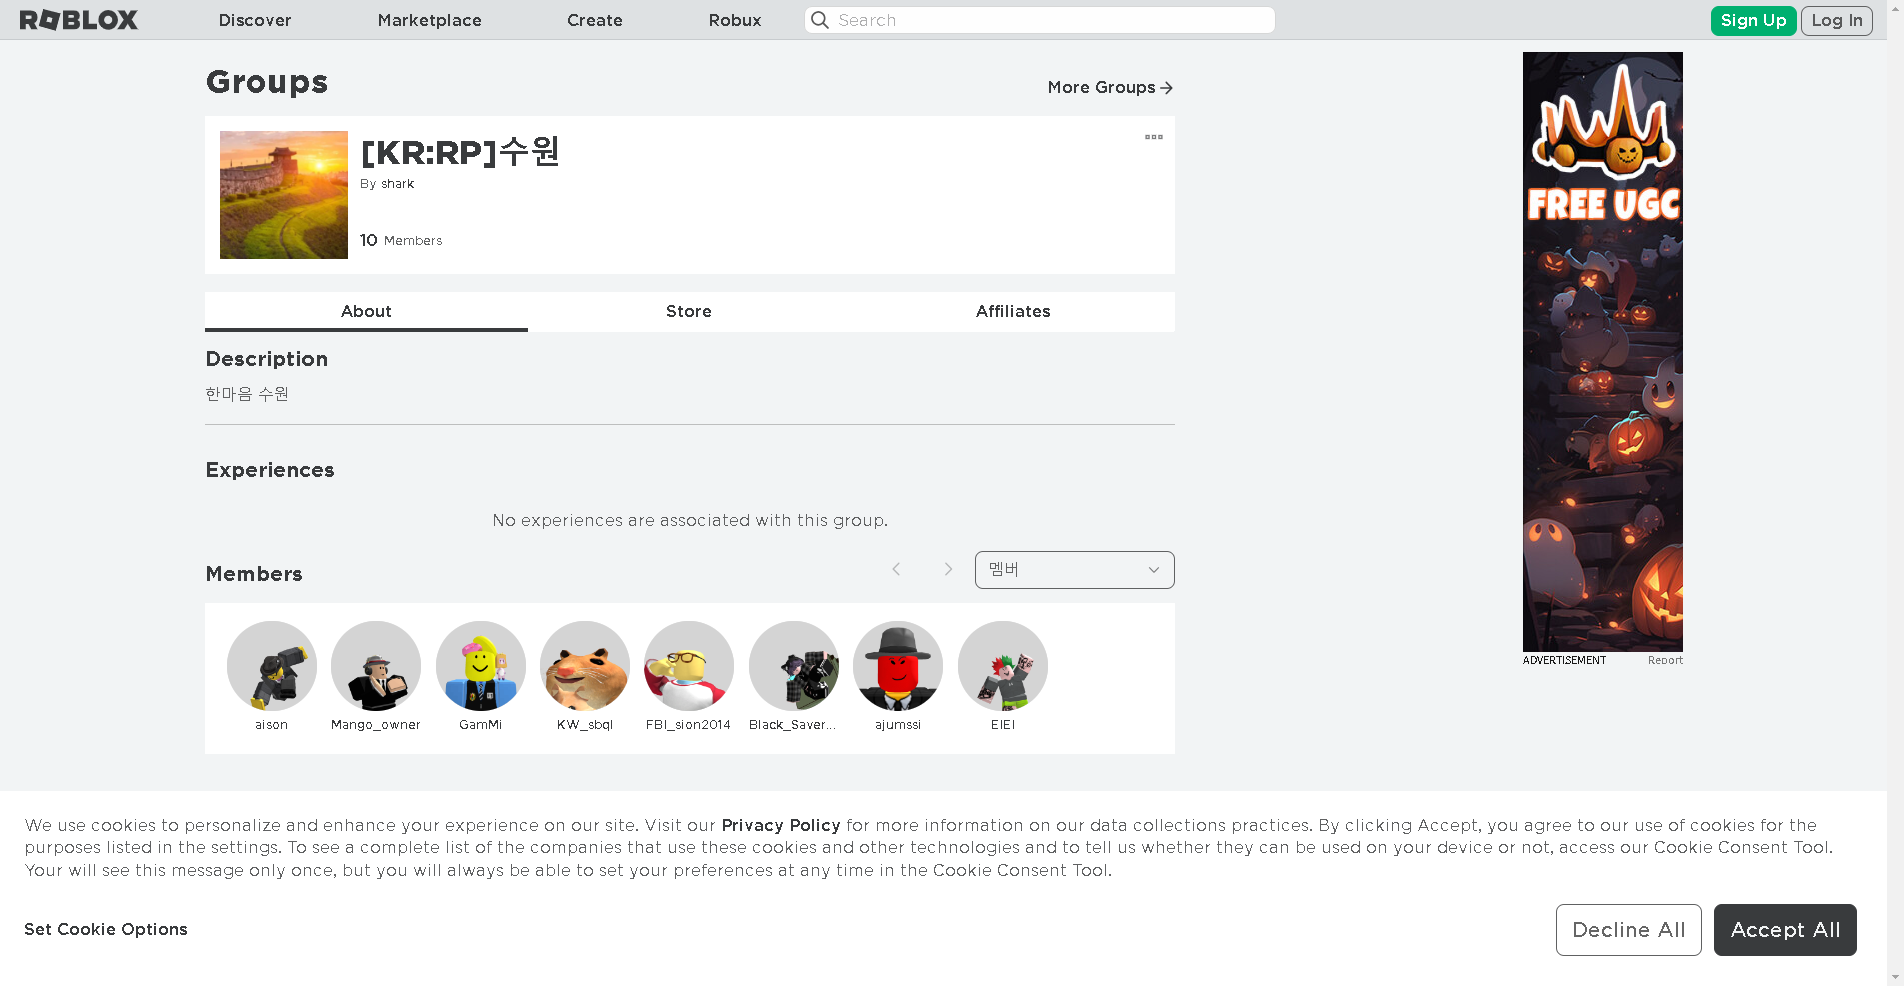 ROBLOX
Discover
Marketplace
Create
Robux
Search
Sign Up
Log In
Groups
More Groups
[KR:RP]수원
By shark
10 Members
About
Store
Affiliates
Description
한마음 수원
Experiences
No experiences are associated with this group.
Members
멤버
aison
Mango_owner
GamMi
KW_sbql
FBI_sion2014
Black_Saver...
ajumssi
EIEI
FREE UGC
ADVERTISEMENT
Report
We use cookies to personalize and enhance your experience on our site. Visit our Privacy Policy for more information on our data collections practices. By clicking Accept, you agree to our use of cookies for the
purposes listed in the settings. To see a complete list of the companies that use these cookies and other technologies and to tell us whether they can be used on your device or not, access our Cookie Consent Tool.
Your will see this message only once, but you will always be able to set your preferences at any time in the Cookie Consent Tool.
Set Cookie Options
Decline All
Accept All